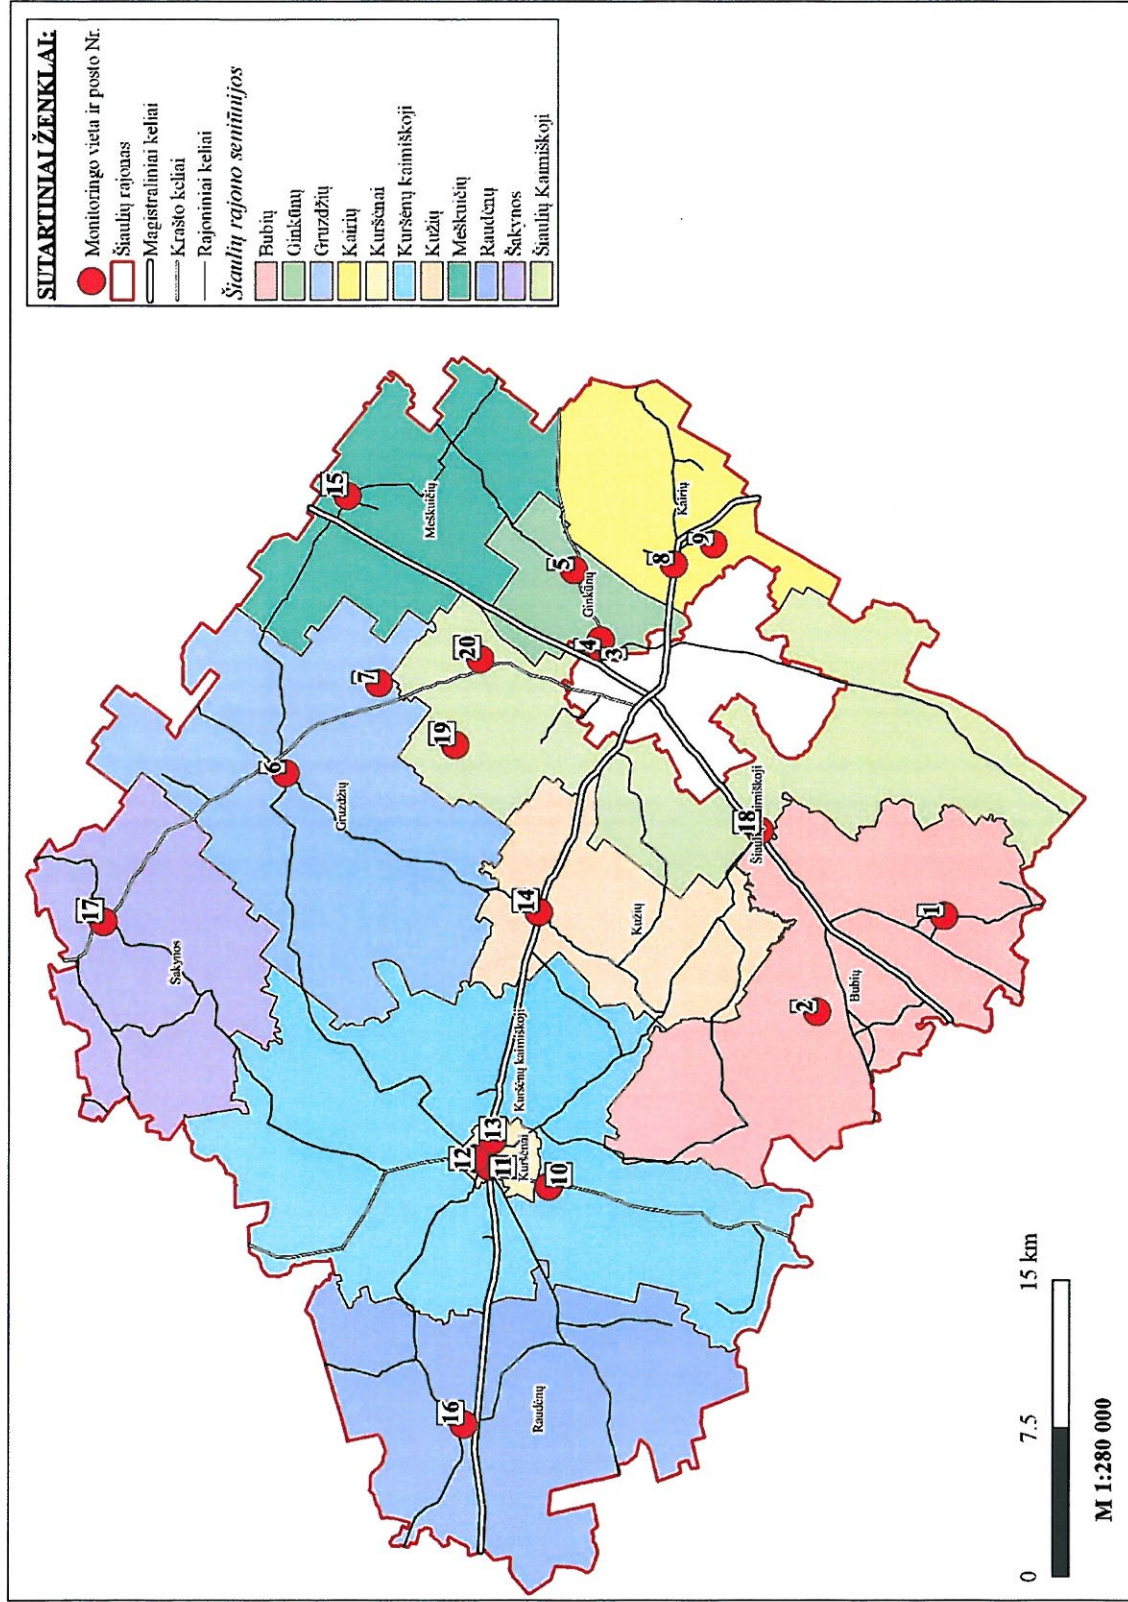 SUTARTINIAI ŽENKLAI:
Monitoringo vieta ir posto Nr.
Šiaulių rajonas
Magistraliniai keliai
Krašto keliai
Rajoniniai keliai
Šiaulių rajono seniūnijos
Bubių
Ginkūnų
Gruzdžių
Kairių
Kuršėnai
Kuršėnų kaimiškoji
Kužių
Meškuičių
Raudėnų
Šakynos
Šiaulių Kaimiškoji
17
Šakynos
6
Gruzdžių
7
15
Meškuičių
19
20
5
Ginkūnų
4
3
8
Kairių
9
14
Kužių
Kuršėnų kaimiškoji
12
13
11
Kuršėnai
10
16
Raudėnų
18
2
Bubių
1
0 7.5 15 km
M 1:280 000